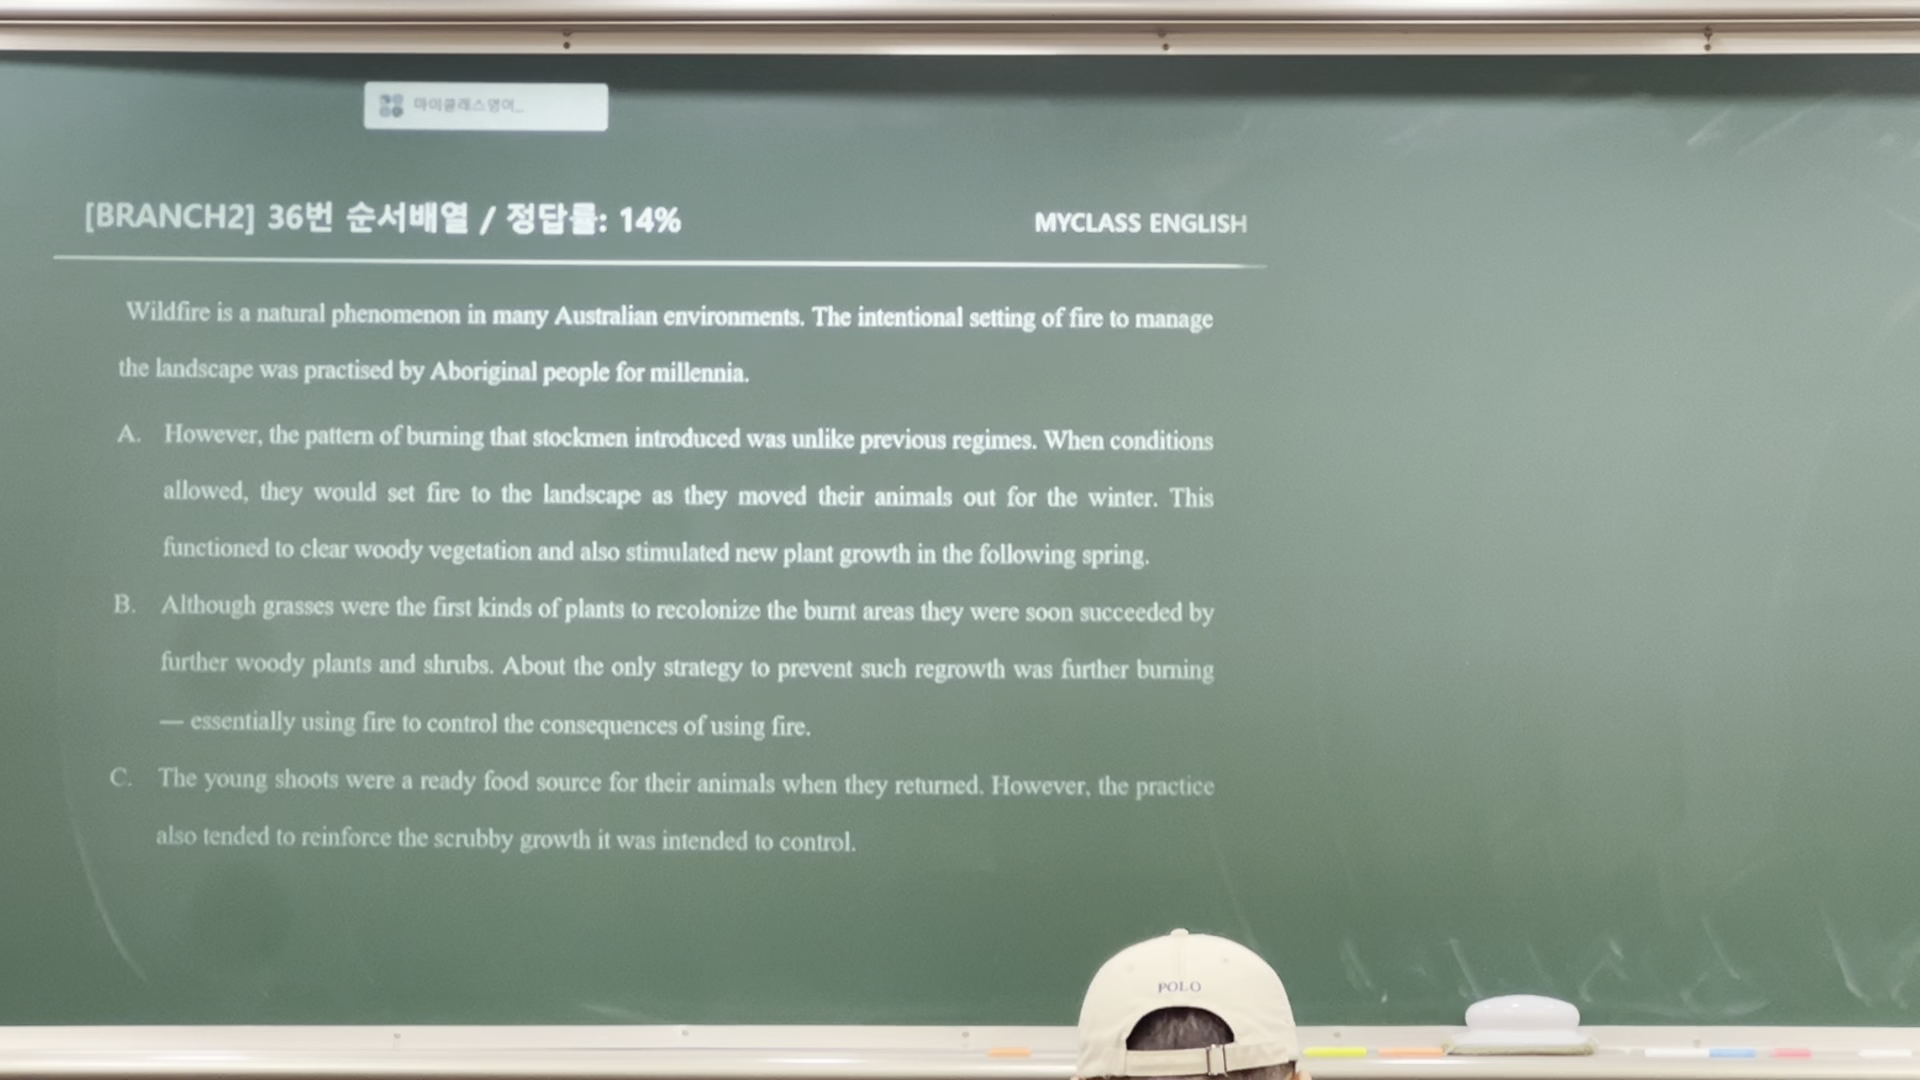 마이클래스영어...
[BRANCH2] 36번 순서배열 / 정답률: 14%
MYCLASS ENGLISH
Wildfire is a natural phenomenon in many Australian environments. The intentional setting of fire to manage
the landscape was practised by Aboriginal people for millennia.
A. However, the pattern of burning that stockmen introduced was unlike previous regimes. When conditions
allowed, they would set fire to the landscape as they moved their animals out for the winter. This
functioned to clear woody vegetation and also stimulated new plant growth in the following spring.
B. Although grasses were the first kinds of plants to recolonize the burnt areas they were soon succeeded by
further woody plants and shrubs. About the only strategy to prevent such regrowth was further burning
— essentially using fire to control the consequences of using fire.
C. The young shoots were a ready food source for their animals when they returned. However, the practice
also tended to reinforce the scrubby growth it was intended to control.
POLO